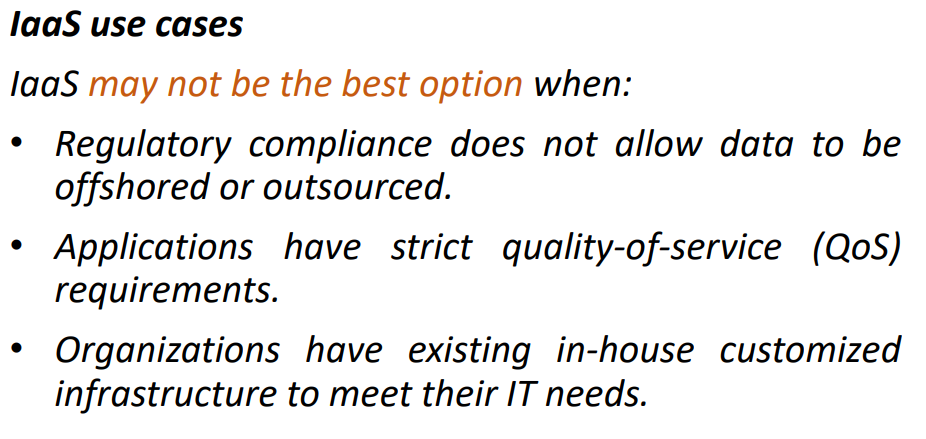 IaaS use cases
IaaS may not be the best option when:
• Regulatory compliance does not allow data to be
offshored or outsourced.
• Applications have strict quality-of-service (QoS)
requirements.
• Organizations have existing in-house customized
infrastructure to meet their IT needs.